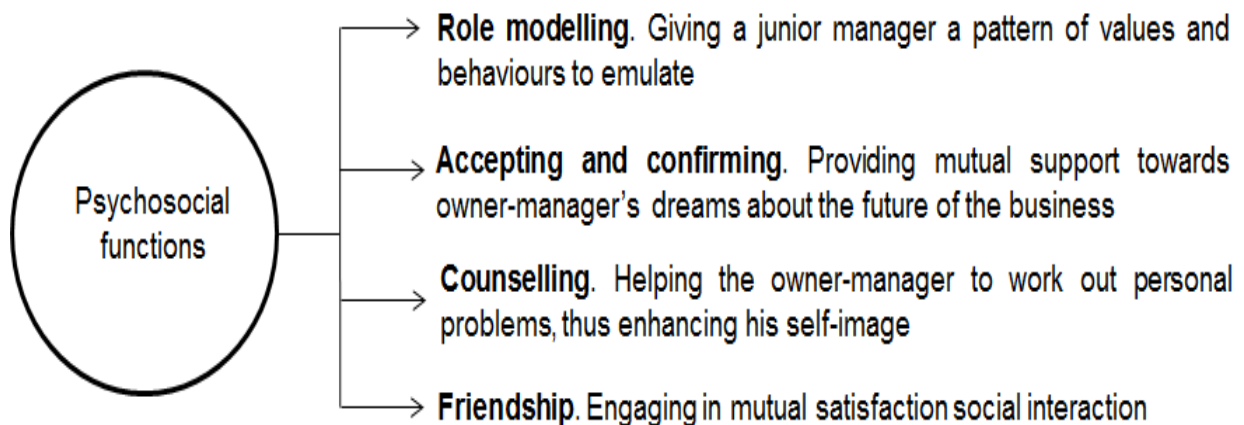 Role modelling. Giving a junior manager a pattern of values and
behaviours to emulate
Accepting and confirming. Providing mutual support towards
owner-manager's dreams about the future of the business
Psychosocial
functions
Counselling. Helping the owner-manager to work out personal
problems, thus enhancing his self-image
Friendship. Engaging in mutual satisfaction social interaction